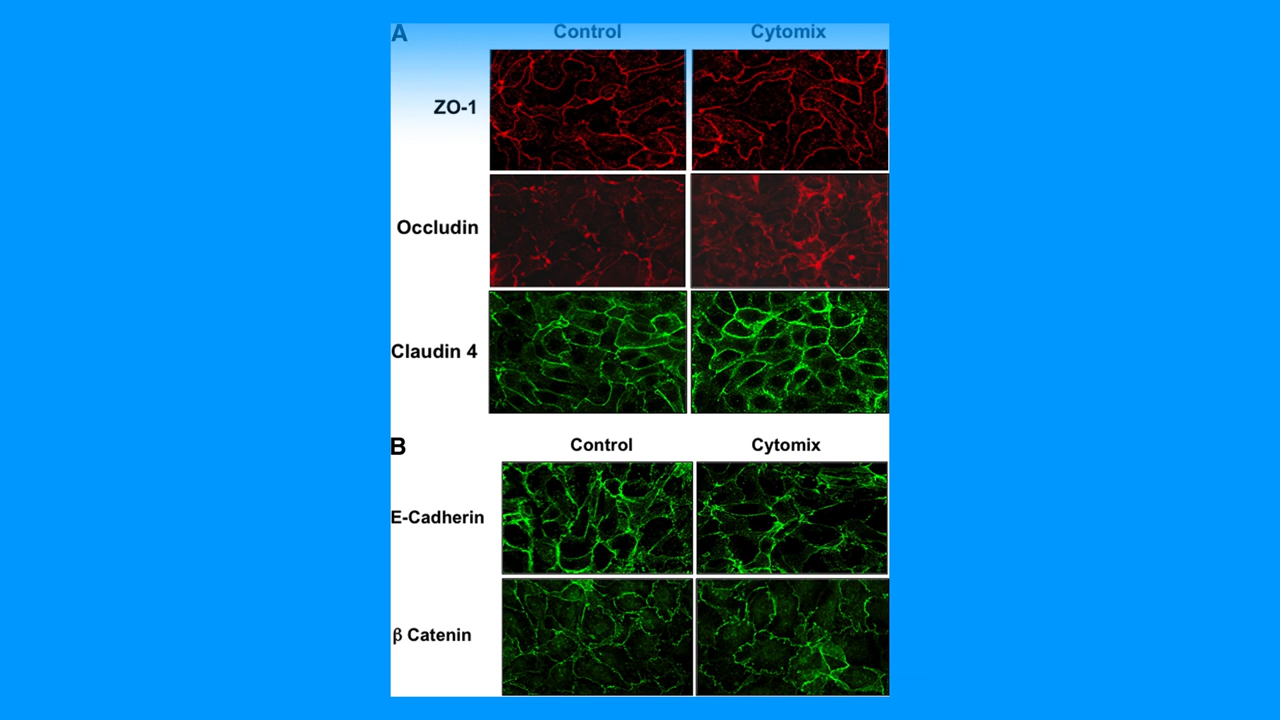 A
Control Cytomix
ZO-1
Occludin
Claudin 4
B
Control Cytomix
E-Cadherin
β Catenin